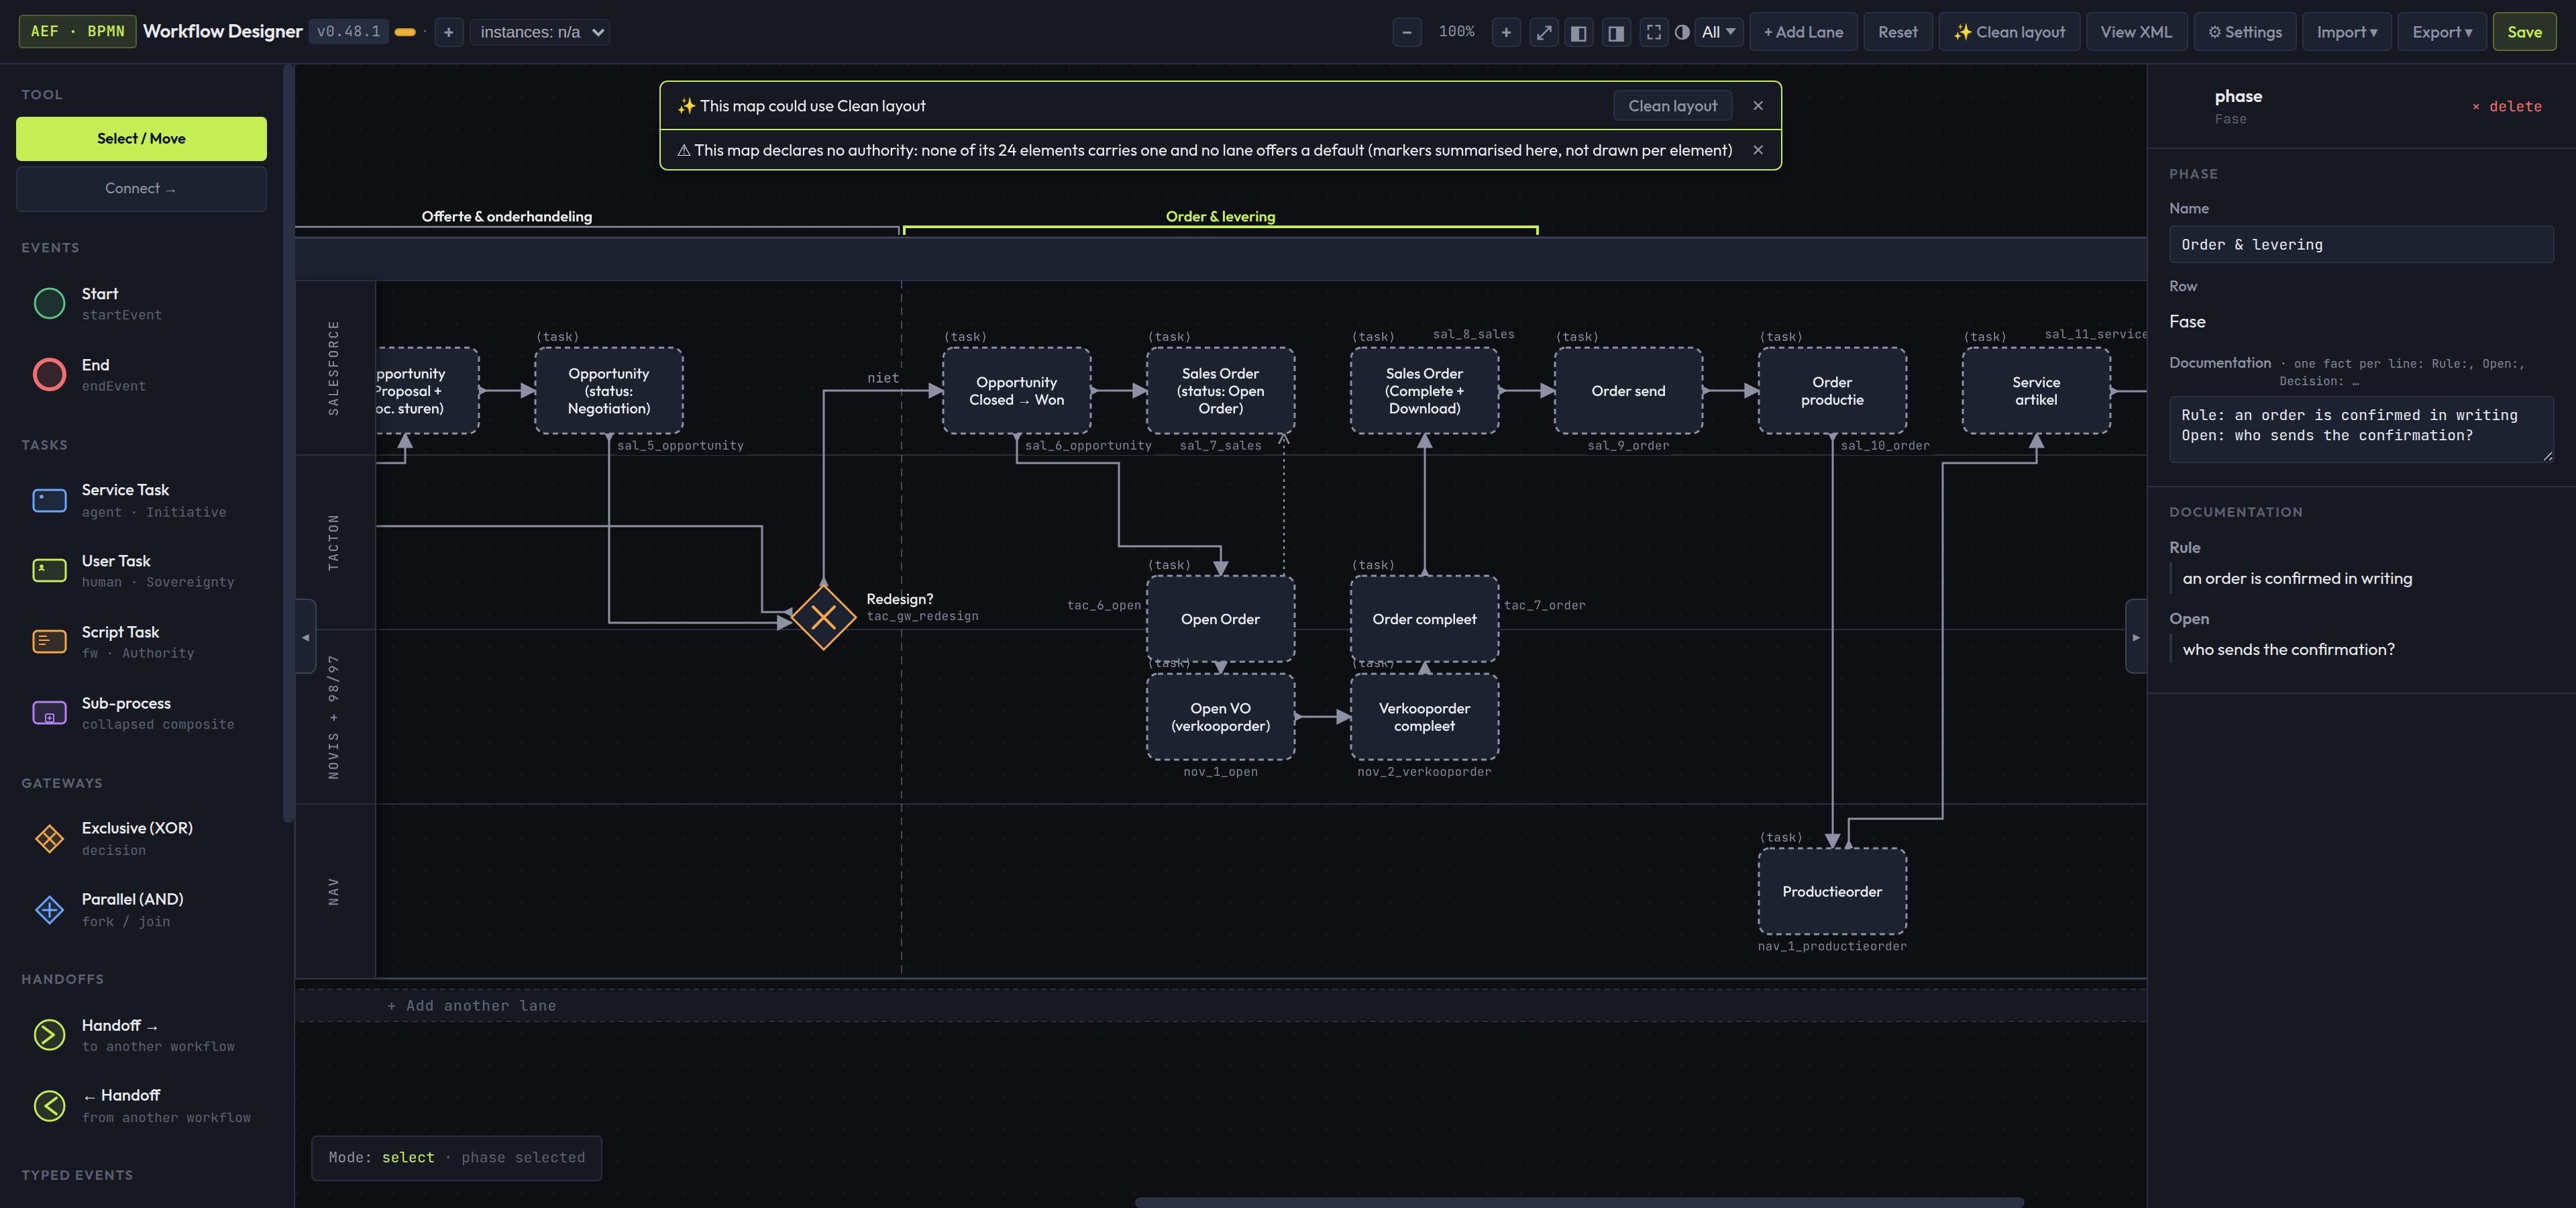 AEF · BPMN Workflow Designer v0.48.1 · + instances: n/a
− 100% + All + Add Lane Reset ✨ Clean layout View XML ⚙ Settings Import ▾ Export ▾ Save
TOOL
Select / Move
Connect →
EVENTS
Start
startEvent
End
endEvent
TASKS
Service Task
agent · Initiative
User Task
human · Sovereignty
Script Task
fw · Authority
Sub-process
collapsed composite
GATEWAYS
Exclusive (XOR)
decision
Parallel (AND)
fork / join
HANDOFFS
Handoff →
to another workflow
← Handoff
from another workflow
TYPED EVENTS
✨ This map could use Clean layout
Clean layout ×
⚠ This map declares no authority: none of its 24 elements carries one and no lane offers a default (markers summarised here, not drawn per element) ×
Offerte & onderhandeling
Order & levering
SALESFORCE
pportunity
Proposal +
oc. sturen)
(task)
Opportunity
(status:
Negotiation)
sal_5_opportunity
niet
(task)
Opportunity
Closed → Won
sal_6_opportunity
(task)
Sales Order
(status: Open
Order)
sal_7_sales
(task)
sal_8_sales
Sales Order
(Complete +
Download)
(task)
Order send
sal_9_order
(task)
Order
productie
sal_10_order
(task)
sal_11_service
Service
artikel
TACTON
Redesign?
tac_gw_redesign
(task)
tac_6_open
Open Order
(task)
Order compleet
tac_7_order
NOVIS + 98/97
(task)
Open VO
(verkooporder)
nov_1_open
(task)
Verkooporder
compleet
nov_2_verkooporder
NAV
(task)
Productieorder
nav_1_productieorder
+ Add another lane
Mode: select · phase selected
phase
Fase
× delete
PHASE
Name
Order & levering
Row
Fase
Documentation · one fact per line: Rule:, Open:,
Decision: …
Rule: an order is confirmed in writing
Open: who sends the confirmation?
DOCUMENTATION
Rule
an order is confirmed in writing
Open
who sends the confirmation?